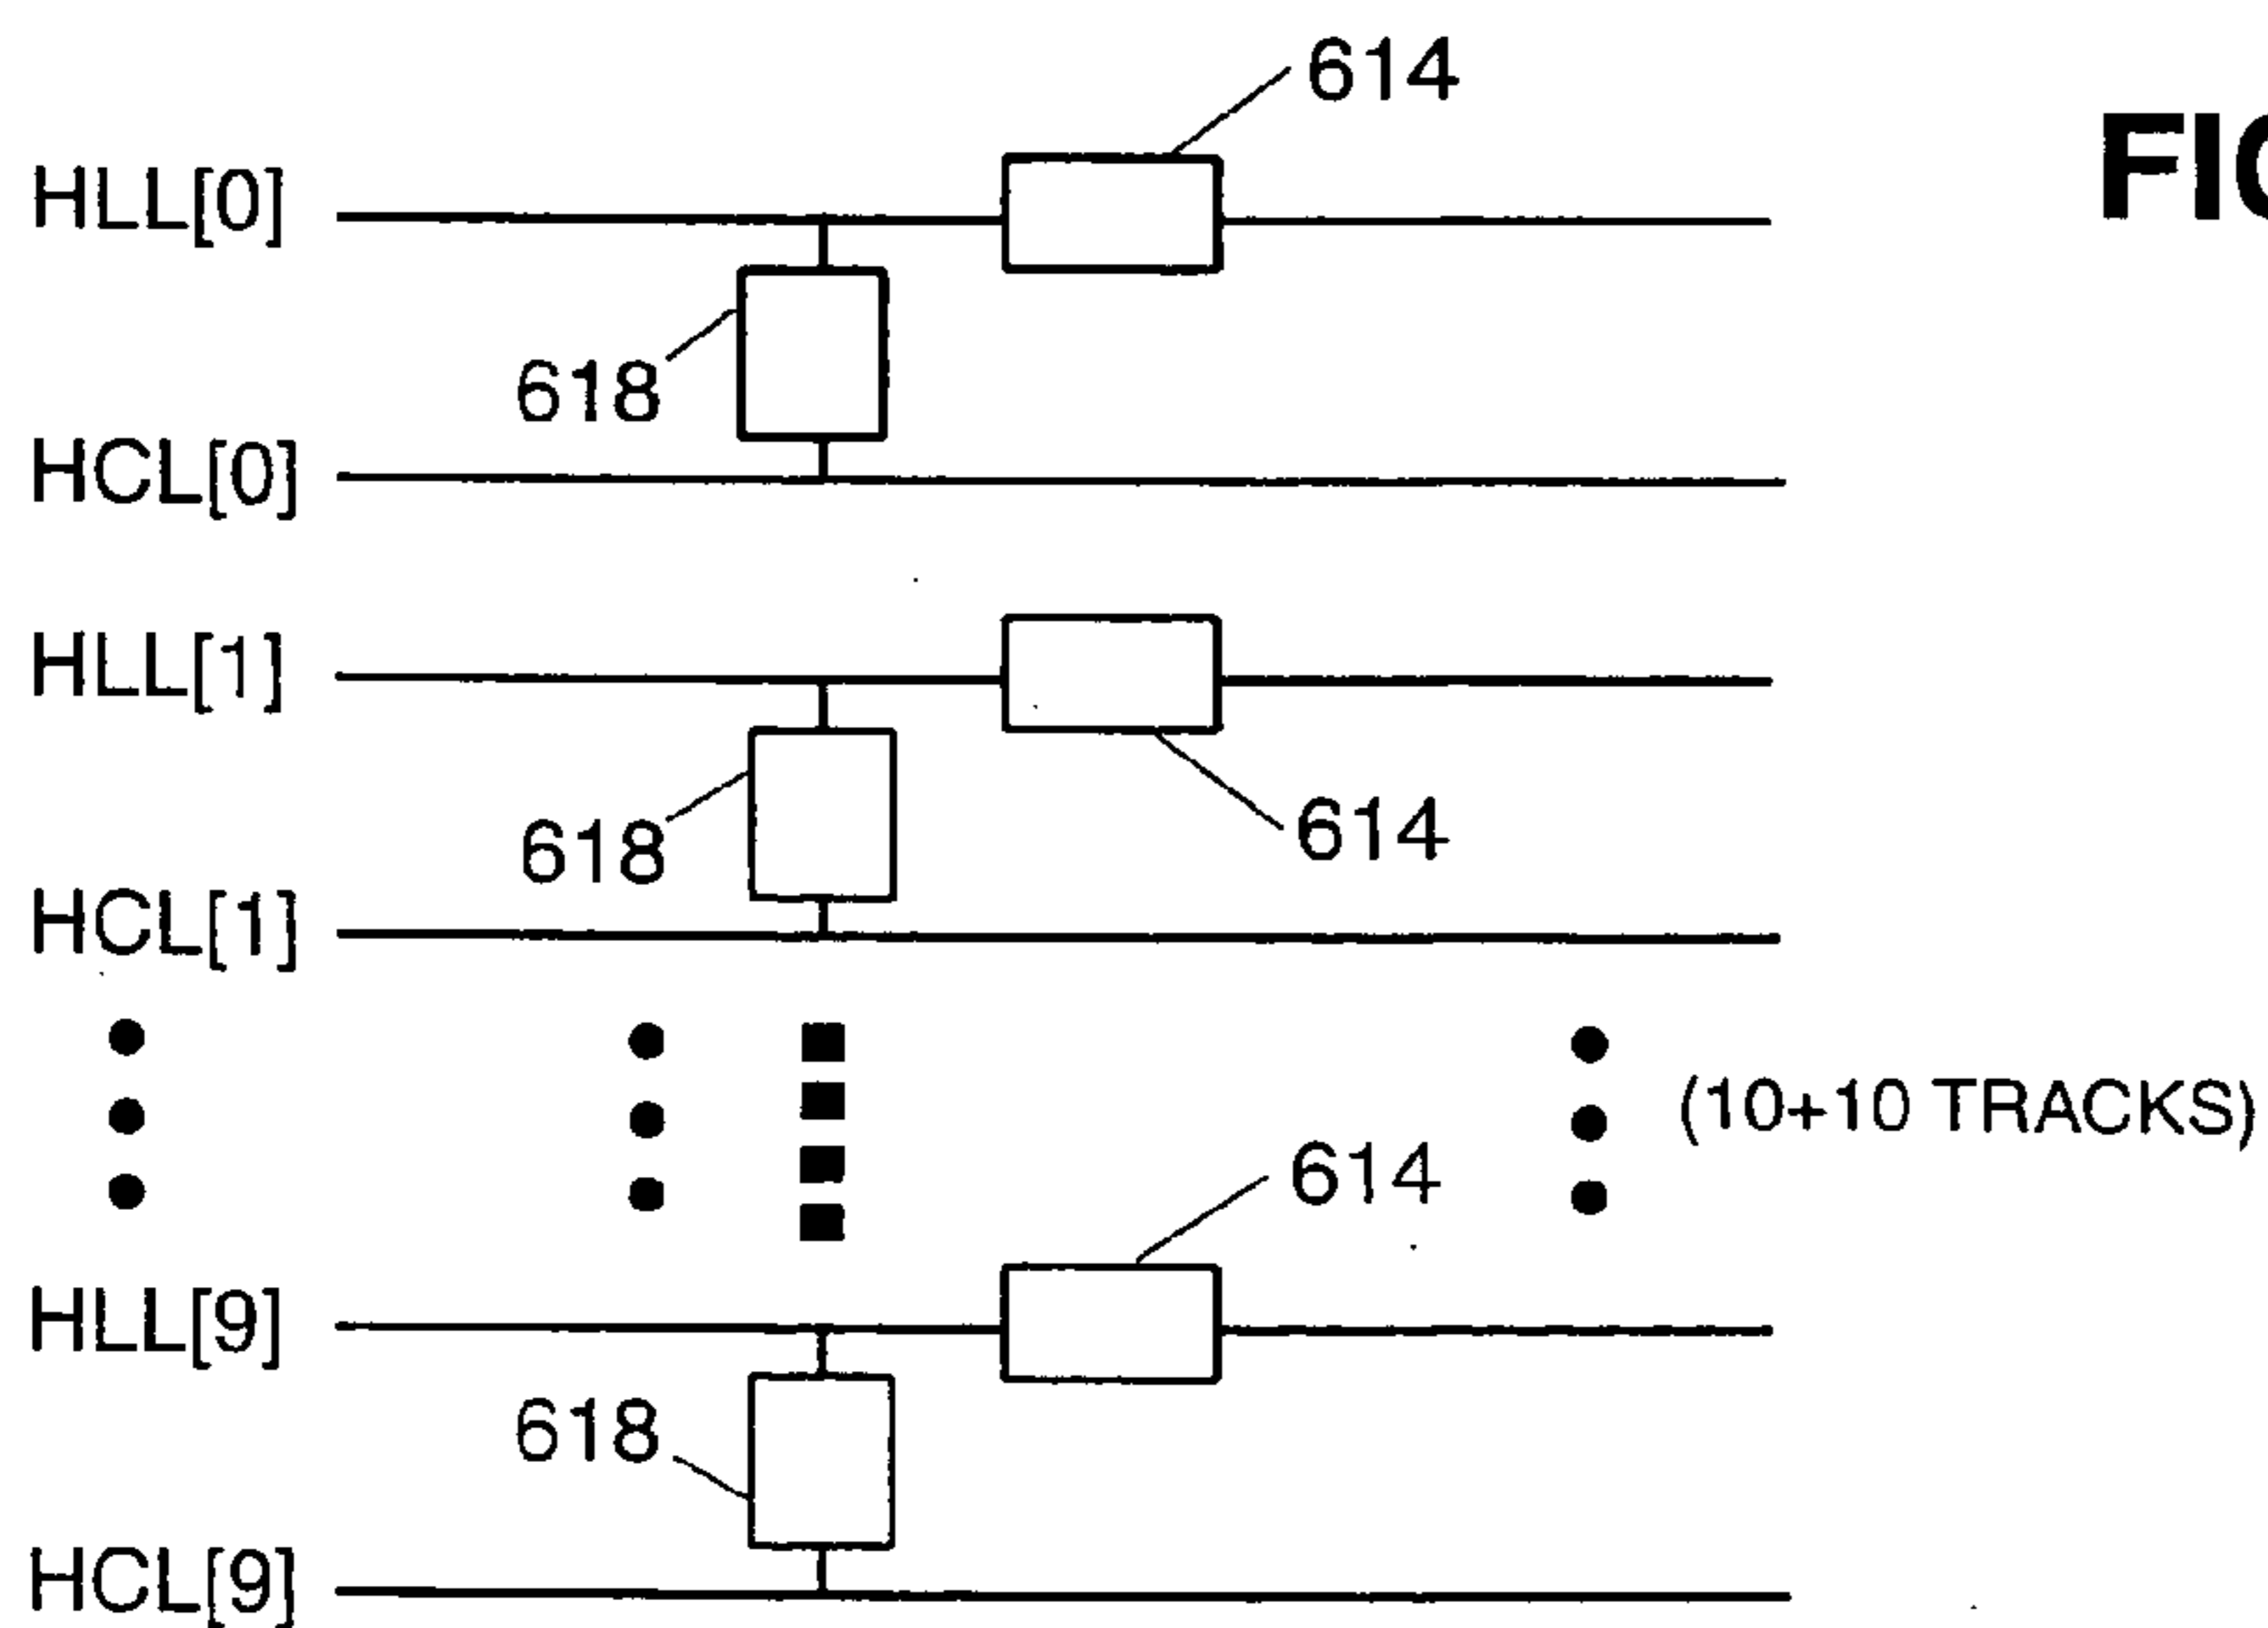 614
FIG
HLL[0]
618
HCL[0]
HLL[1]
618
614
HCL[1]
(10+10 TRACKS)
614
HLL[9]
618
HCL[9]